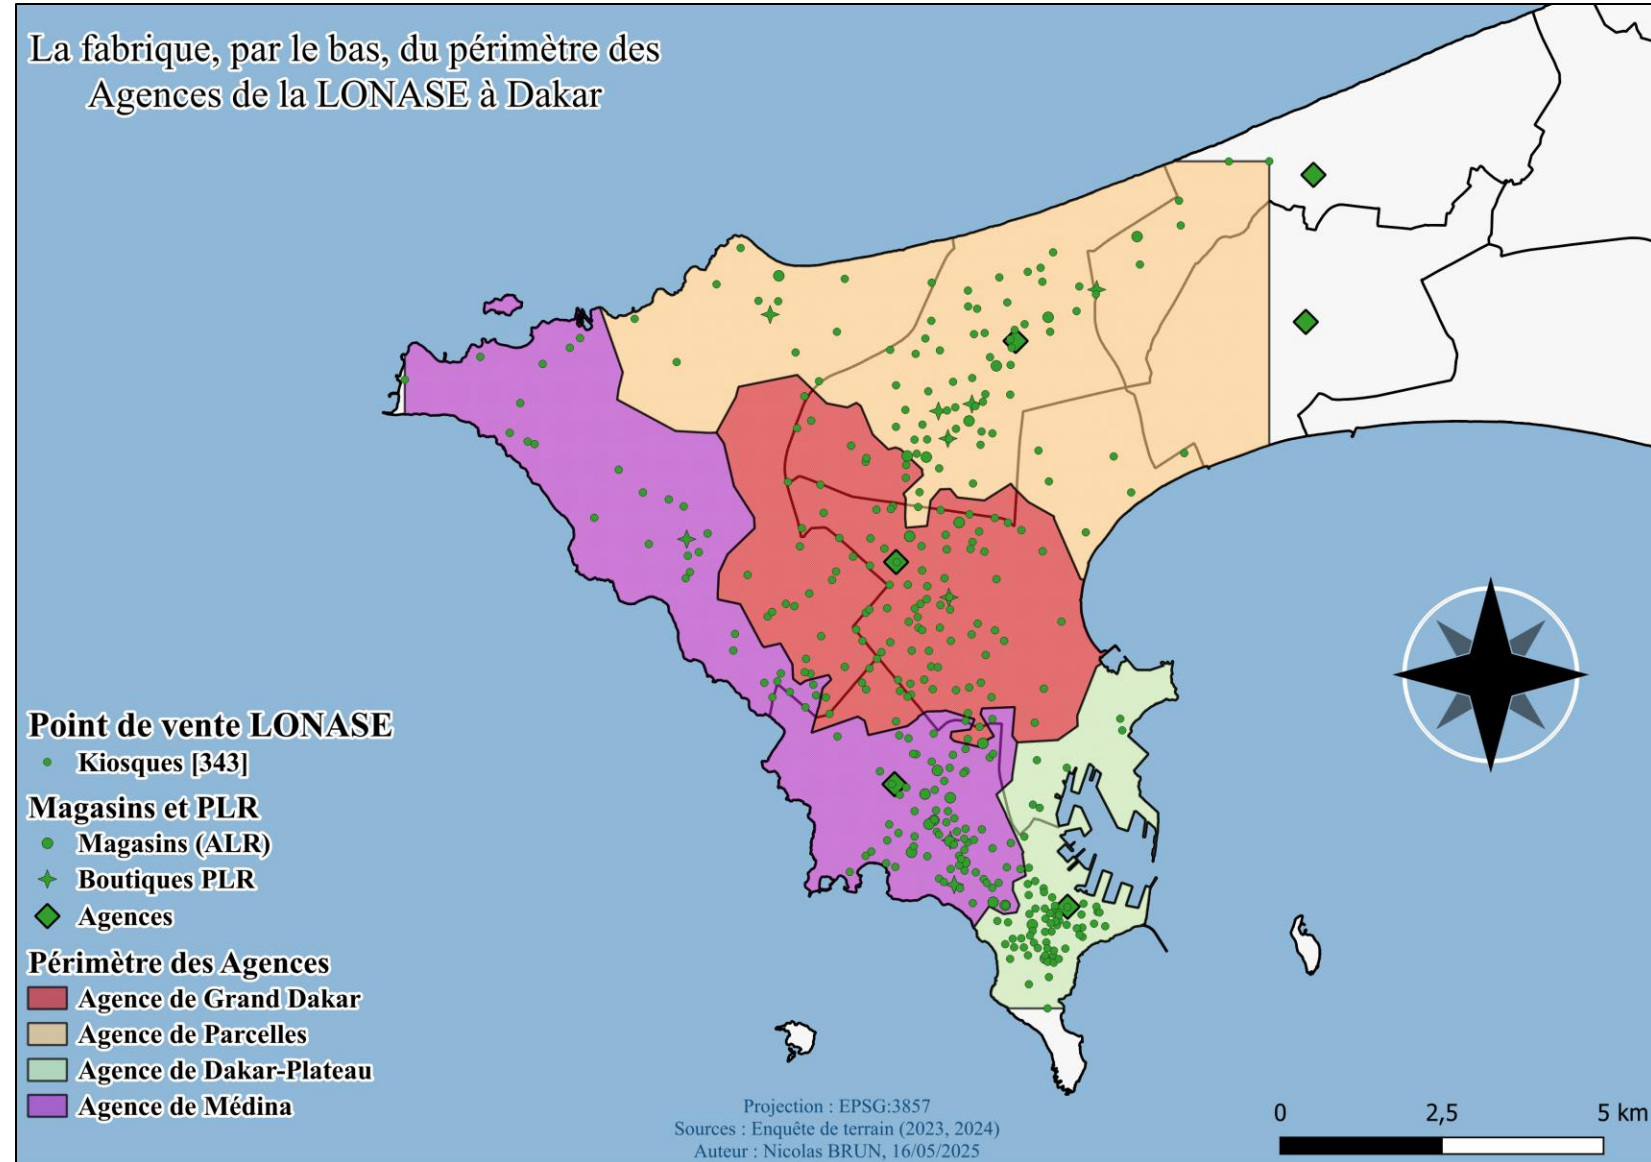 La fabrique, par le bas, du périmètre des
Agences de la LONASE à Dakar
Point de vente LONASE
Kiosques [343]
Magasins et PLR
Magasins (ALR)
Boutiques PLR
Agences
Périmètre des Agences
Agence de Grand Dakar
Agence de Parcelles
Agence de Dakar-Plateau
Agence de Médina
Projection : EPSG:3857
Sources : Enquête de terrain (2023, 2024)
Auteur : Nicolas BRUN, 16/05/2025
0 2,5 5 km